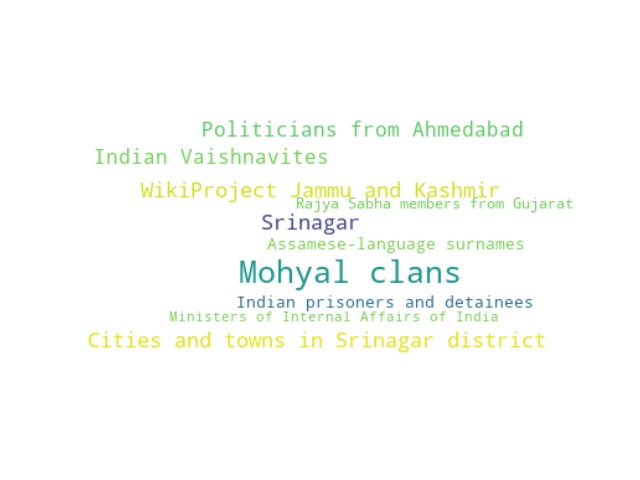 Politicians from Ahmedabad
Indian Vaishnavites
WikiProject Jammu and Kashmir
Rajya Sabha members from Gujarat
Srinagar
Assamese-language surnames
Mohyal clans
Indian prisoners and detainees
Ministers of Internal Affairs of India
Cities and towns in Srinagar district